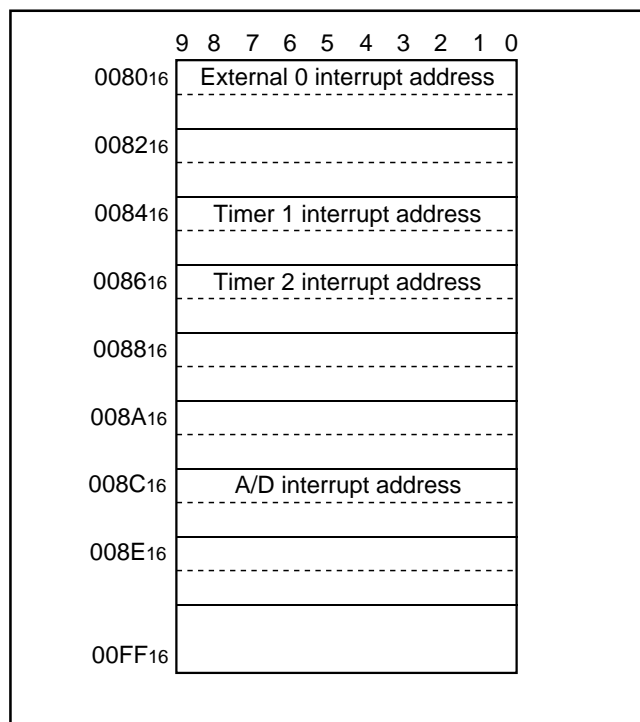 9 8 7 6 5 4 3 2 1 0
008016 External 0 interrupt address
008216
008416 Timer 1 interrupt address
008616 Timer 2 interrupt address
008816
008A16
008C16 A/D interrupt address
008E16
00FF16